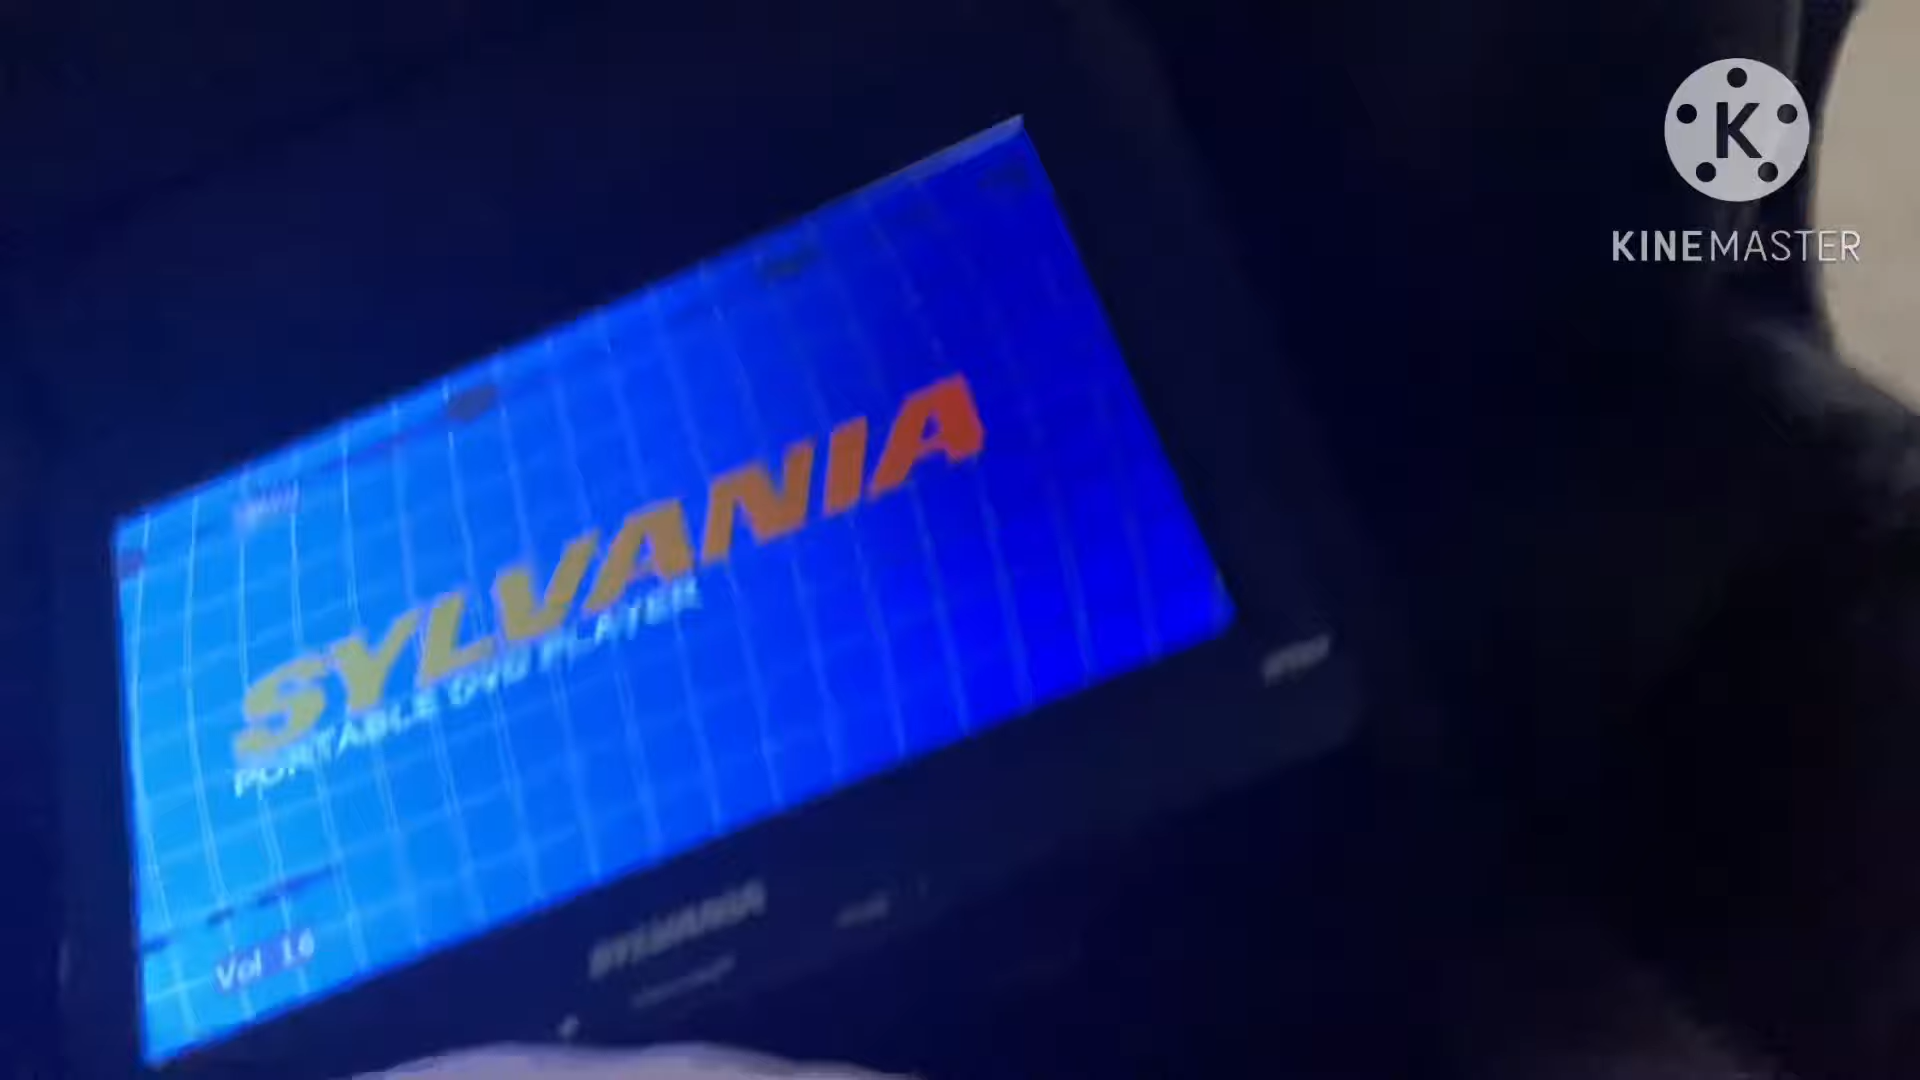 K
KINEMASTER
SYLVANIA
PORTABLE DVD PLAYER
Vol 16
SYLVANIA